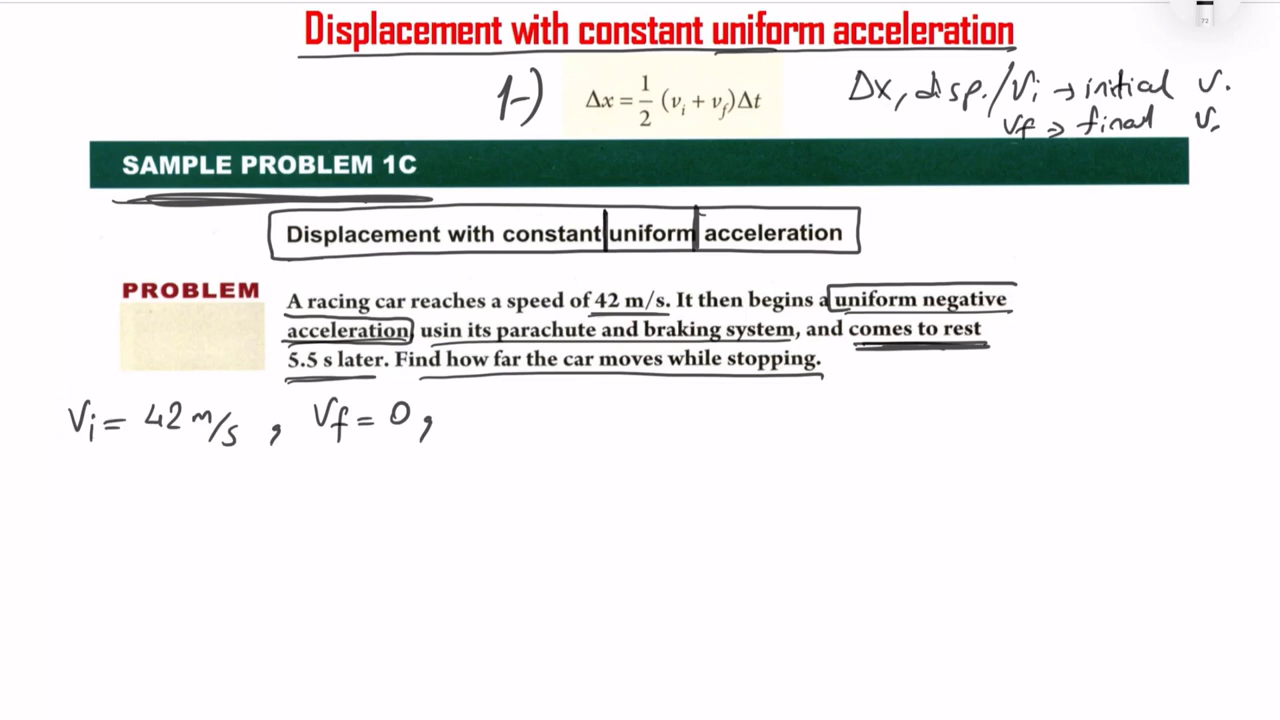 72
Displacement with constant uniform acceleration
1-) Δx = 1/2 (vᵢ + v_f)Δt
Δx, disp. / Vi → initial V.
Vf → final V.
SAMPLE PROBLEM 1C
Displacement with constant uniform acceleration
PROBLEM
A racing car reaches a speed of 42 m/s. It then begins a uniform negative
acceleration, usin its parachute and braking system, and comes to rest
5.5 s later. Find how far the car moves while stopping.
Vi = 42 m/s , Vf = 0 ,